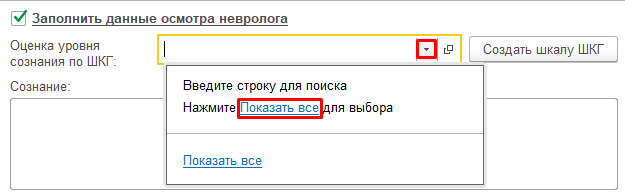 Заполнить данные осмотра невролога
Оценка уровня
сознания по ШКГ:
Создать шкалу ШКГ
Введите строку для поиска
Нажмите Показать все для выбора
Сознание:
Показать все